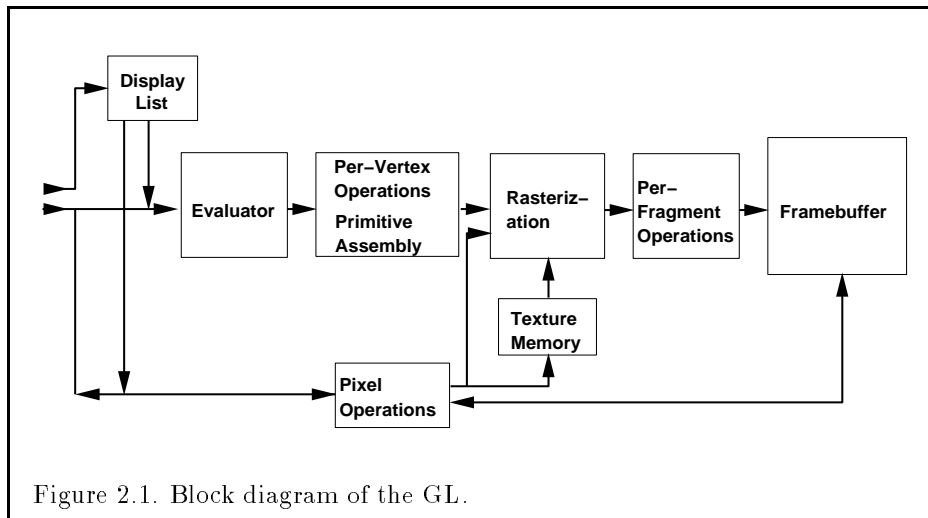 Display
List
Evaluator
Per−Vertex
Operations
Primitive
Assembly
Rasteriz−
ation
Per−
Fragment
Operations
Framebuffer
Texture
Memory
Pixel
Operations
Figure 2.1. Block diagram of the GL.